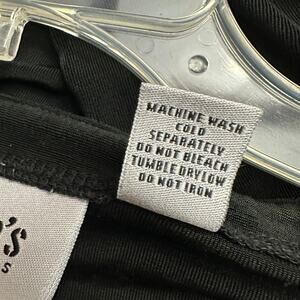 MACHINE WASH
COLD
SEPARATELY
DO NOT BLEACH
TUMBLE DRY LOW
DO NOT IRON
'S
S